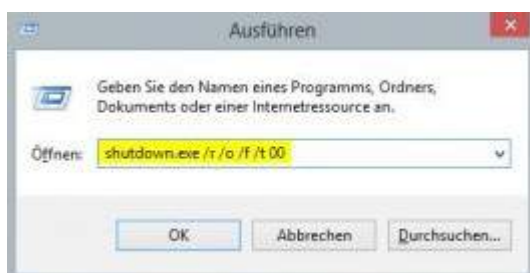 Ausführen
Geben Sie den Namen eines Programms, Ordners,
Dokuments oder einer Internetressource an.
Öffnen: shutdown.exe /r /o /f /t 00
OK Abbrechen Durchsuchen...